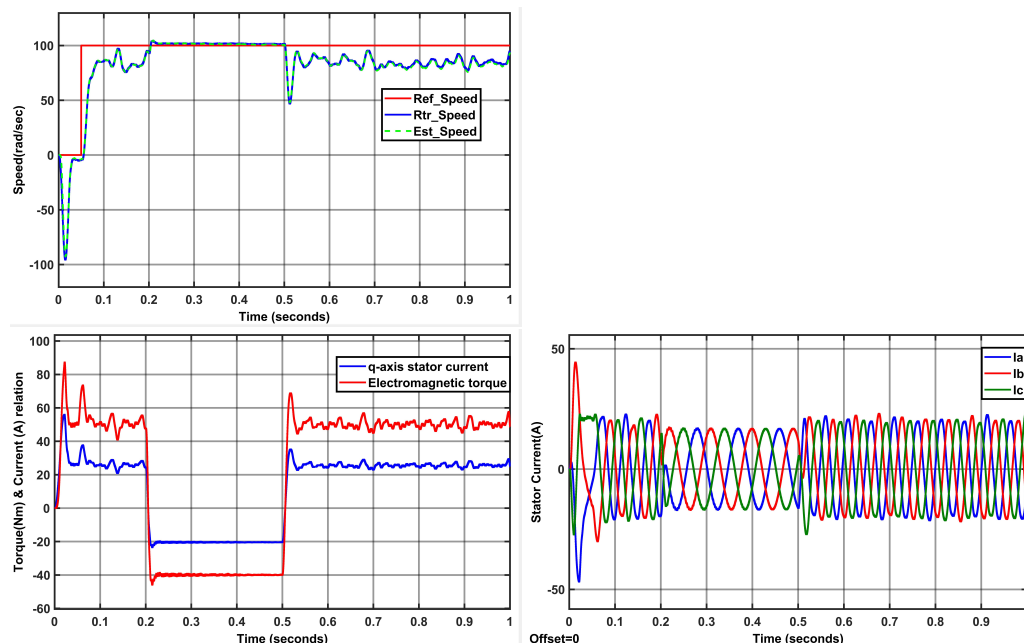 100
50
0
-50
-100
Speed(rad/sec)
Ref_Speed
Rtr_Speed
Est_Speed
0 0.1 0.2 0.3 0.4 0.5 0.6 0.7 0.8 0.9 1
Time (seconds)
100
80
60
40
20
0
-20
-40
-60
Torque(Nm) & Current (A) relation
q-axis stator current
Electromagnetic torque
0 0.1 0.2 0.3 0.4 0.5 0.6 0.7 0.8 0.9 1
Time (seconds)
50
0
-50
Stator Current(A)
Ia
Ib
Ic
0 0.1 0.2 0.3 0.4 0.5 0.6 0.7 0.8 0.9
Offset=0 Time (seconds)